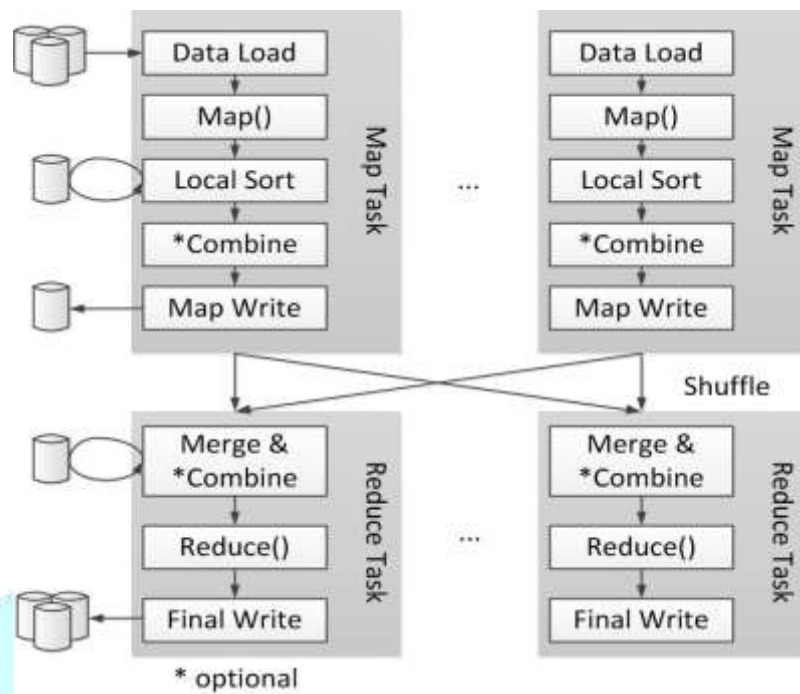 Data Load
Map()
Local Sort
*Combine
Map Write
Map Task
...
Data Load
Map()
Local Sort
*Combine
Map Write
Map Task
Shuffle
Merge &
*Combine
Reduce()
Final Write
Reduce Task
...
Merge &
*Combine
Reduce()
Final Write
Reduce Task
* optional